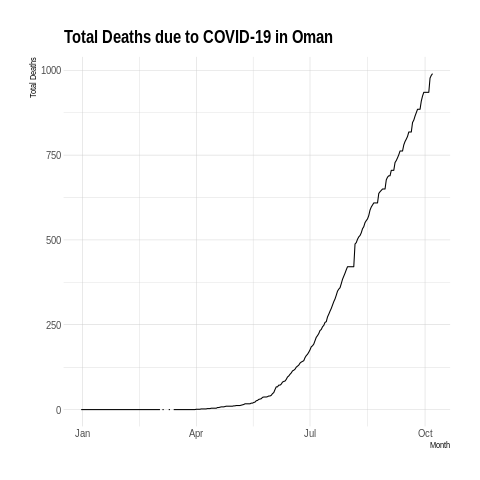 Total Deaths due to COVID-19 in Oman
Total Deaths
1000
750
500
250
0
Jan Apr Jul Oct
Month